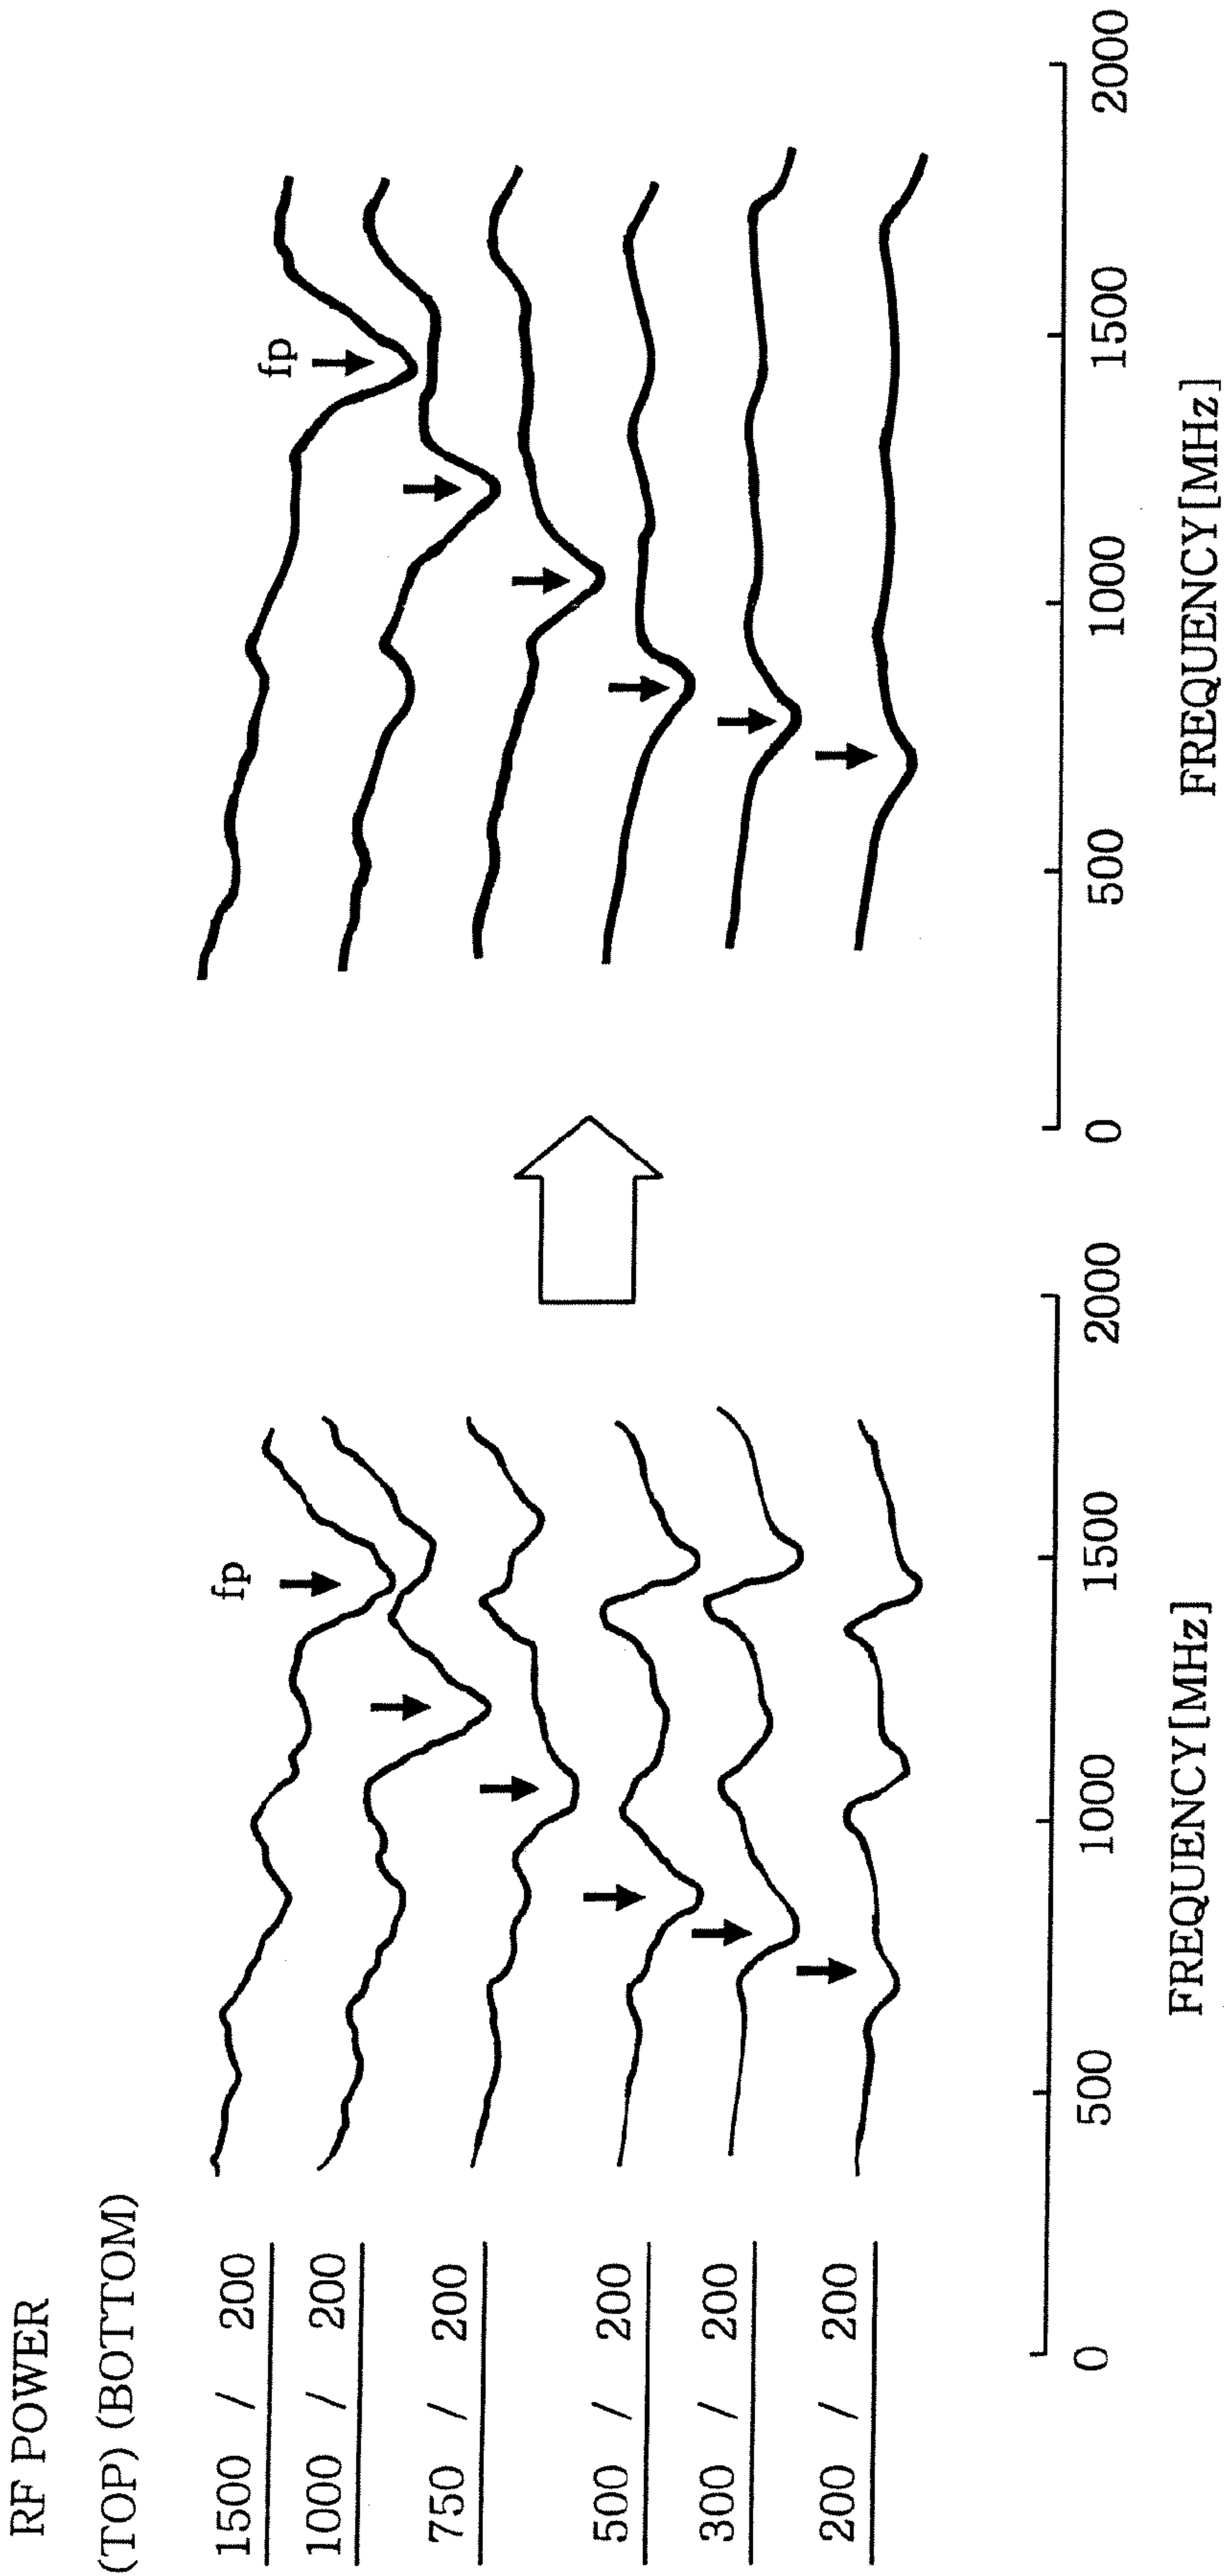 RF POWER
(TOP) (BOTTOM)
1500 / 200
1000 / 200
750 / 200
500 / 200
300 / 200
200 / 200
fp
0 500 1000 1500 2000
FREQUENCY[MHz]
fp
0 500 1000 1500 2000
FREQUENCY[MHz]